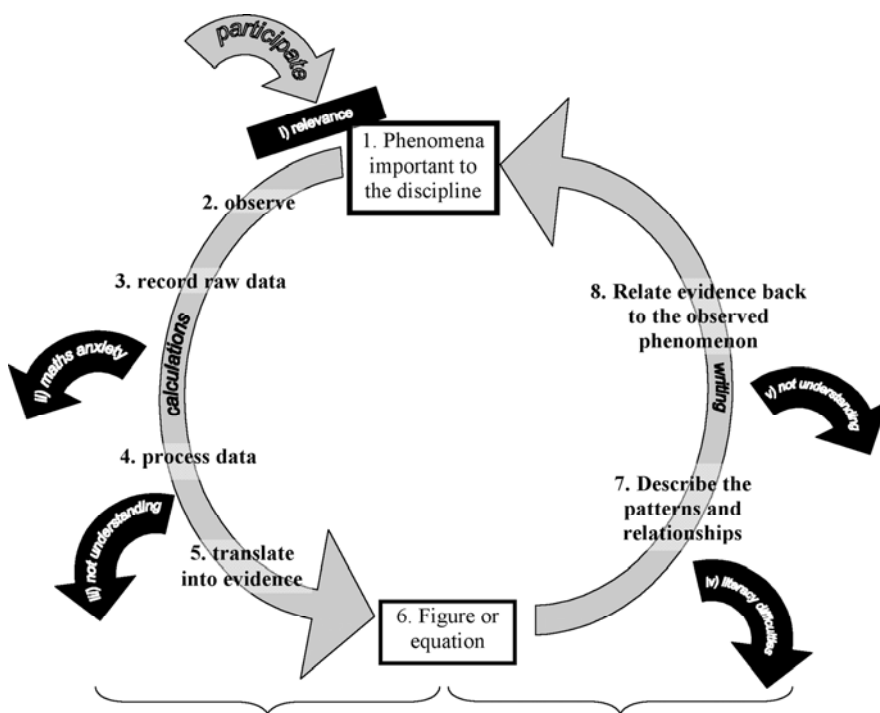 participate
i) relevance
1. Phenomena
important to
the discipline
2. observe
3. record raw data
calculations
ii) maths anxiety
4. process data
iii) not understanding
5. translate
into evidence
6. Figure or
equation
7. Describe the
patterns and
relationships
iv) literacy difficulties
writing
8. Relate evidence back
to the observed
phenomenon
v) not understanding